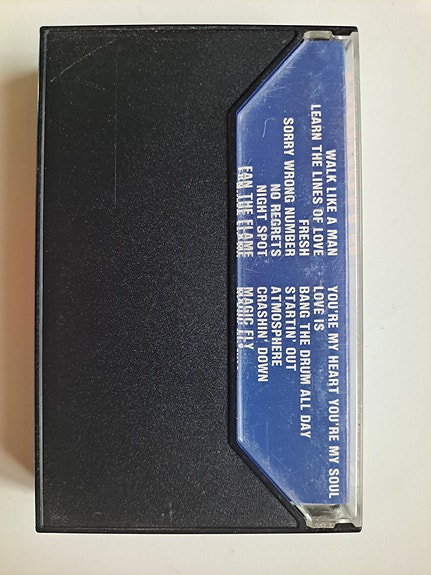 WALK LIKE A MAN
LEARN THE LINES OF LOVE
FRESH
SORRY WRONG NUMBER
NO REGRETS
NIGHT SPOT
FAN THE FLAME
YOU'RE MY HEART YOU'RE MY SOUL
LOVE IS
BANG THE DRUM ALL DAY
STARTIN' OUT
ATMOSPHERE
CRASHIN' DOWN
MAGIC FLY